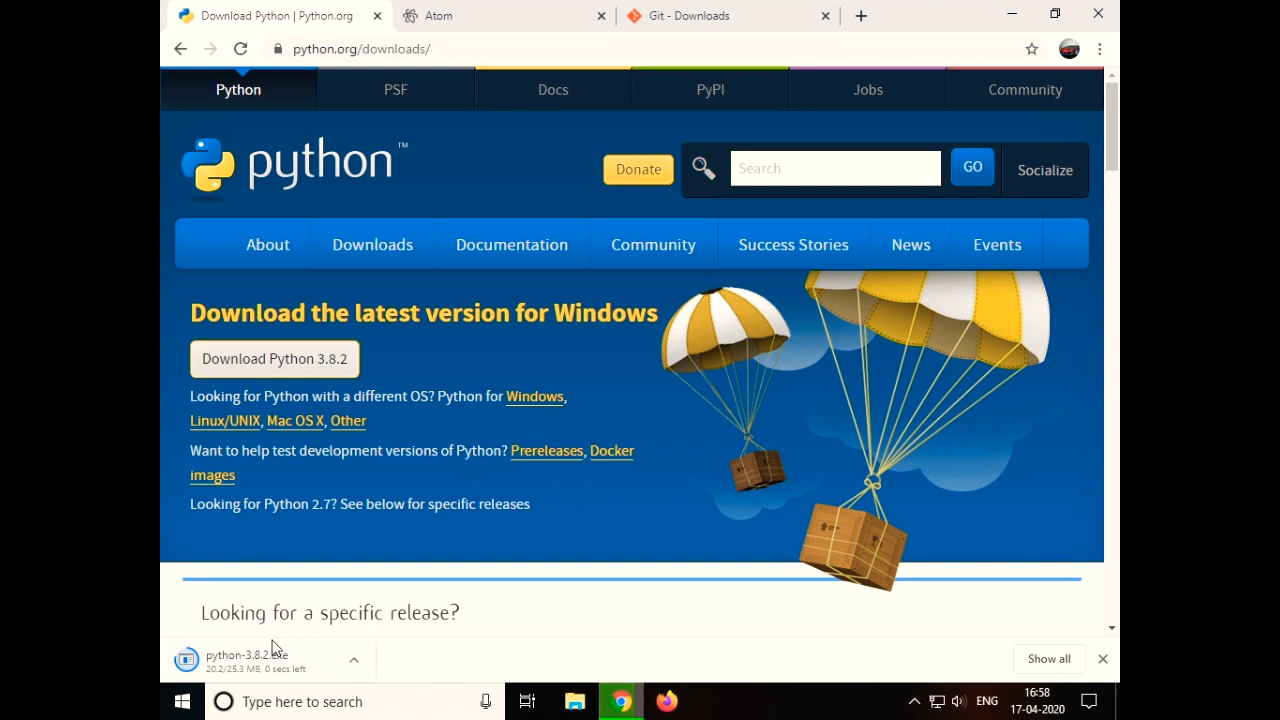 Download Python | Python.org
Atom
Git - Downloads
python.org/downloads/
Python
PSF
Docs
PyPI
Jobs
Community
python™
Donate
Search
GO
Socialize
About
Downloads
Documentation
Community
Success Stories
News
Events
Download the latest version for Windows
Download Python 3.8.2
Looking for Python with a different OS? Python for Windows,
Linux/UNIX, Mac OS X, Other
Want to help test development versions of Python? Prereleases, Docker
images
Looking for Python 2.7? See below for specific releases
Looking for a specific release?
python-3.8.2.exe
20.2/25.3 MB, 0 secs left
Show all
Type here to search
ENG
16:58
17-04-2020